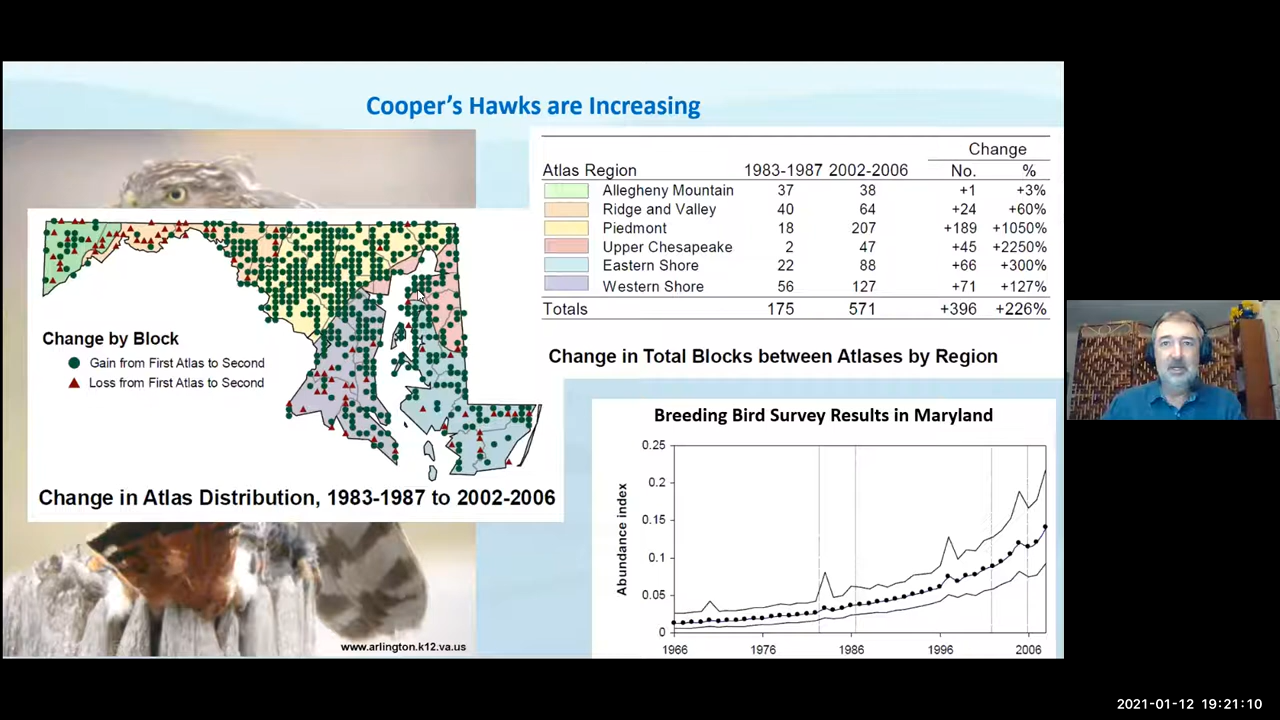 Cooper's Hawks are Increasing
Change
Atlas Region 1983-1987 2002-2006 No. %
Allegheny Mountain 37 38 +1 +3%
Ridge and Valley 40 64 +24 +60%
Piedmont 18 207 +189 +1050%
Upper Chesapeake 2 47 +45 +2250%
Eastern Shore 22 88 +66 +300%
Western Shore 56 127 +71 +127%
Totals 175 571 +396 +226%
Change in Total Blocks between Atlases by Region
Change by Block
Gain from First Atlas to Second
Loss from First Atlas to Second
Change in Atlas Distribution, 1983-1987 to 2002-2006
www.arlington.k12.va.us
Breeding Bird Survey Results in Maryland
Abundance index
0.25
0.2
0.15
0.1
0.05
0
1966 1976 1986 1996 2006
2021-01-12 19:21:10